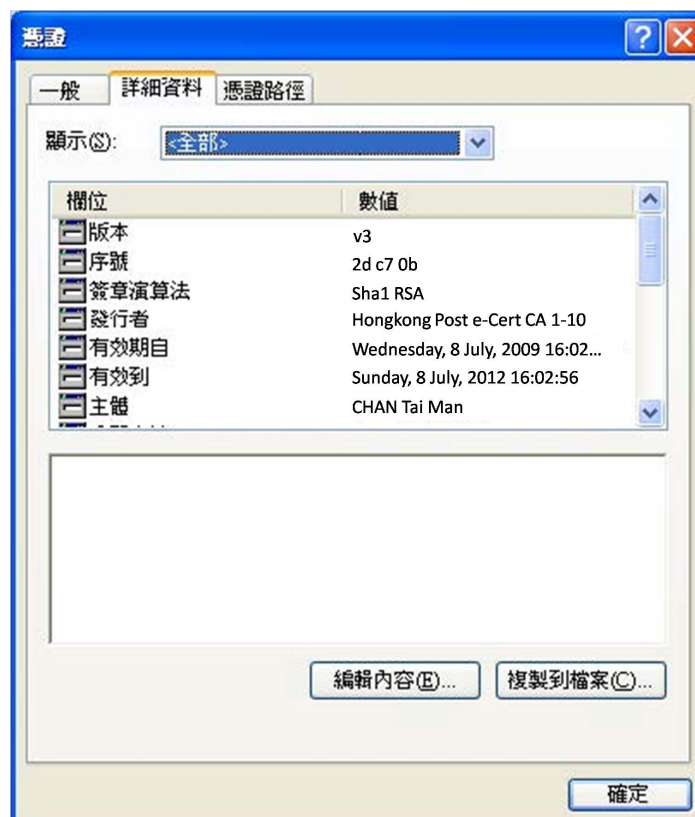 憑證
一般 詳細資料 憑證路徑
顯示(S): <全部>
欄位 數值
版本 v3
序號 2d c7 0b
簽章演算法 Sha1 RSA
發行者 Hongkong Post e-Cert CA 1-10
有效期自 Wednesday, 8 July, 2009 16:02...
有效到 Sunday, 8 July, 2012 16:02:56
主體 CHAN Tai Man
編輯內容(E)... 複製到檔案(C)...
確定